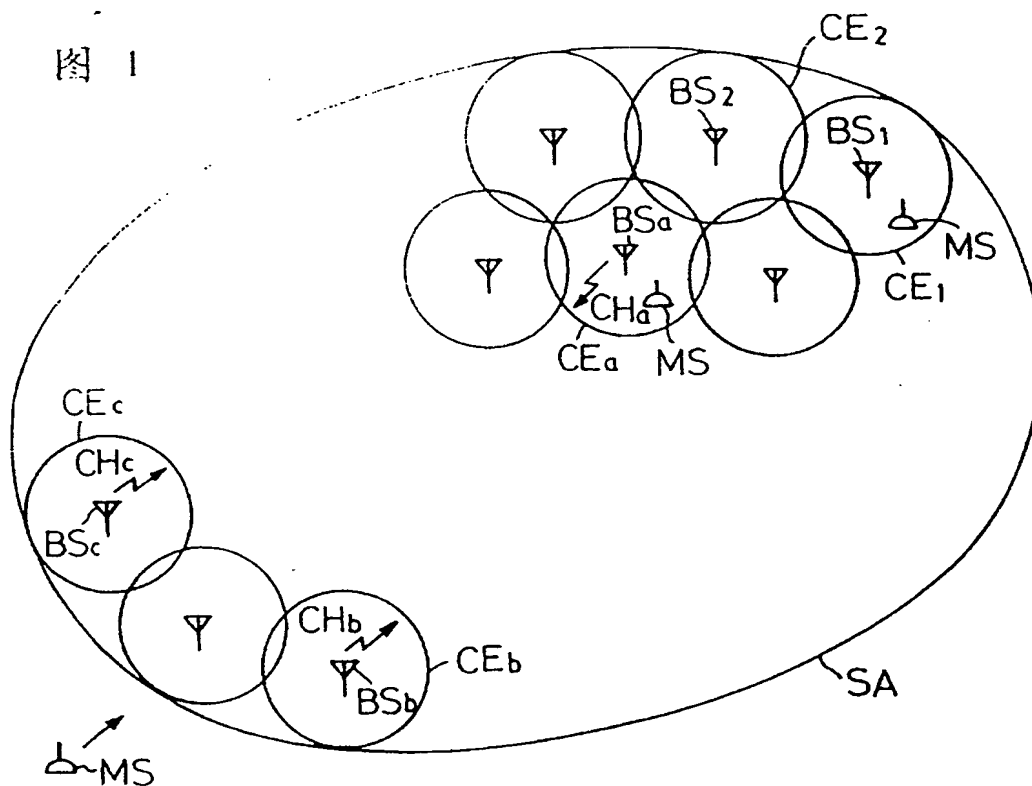 图 1
CE₂
BS₂
BS₁
MS
CE₁
BSa
CHa
CEa
MS
CEc
CHc
BSc
CHb
CEb
BSb
SA
MS